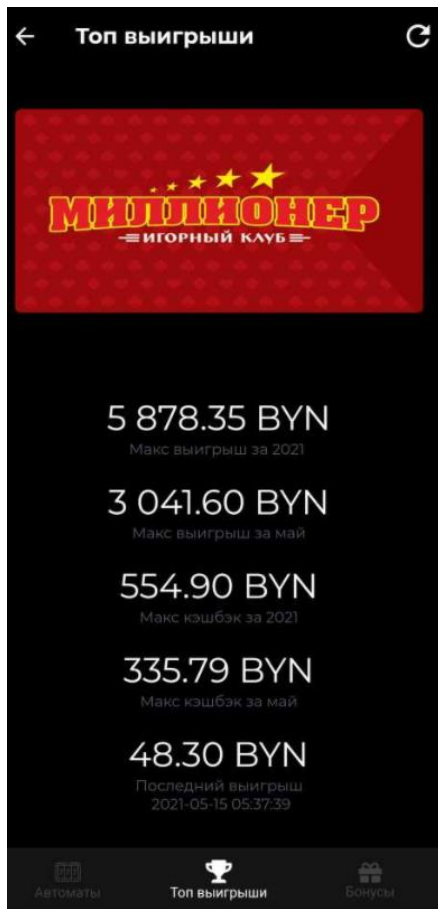 Топ выигрыши
МИЛЛИОНЕР
ИГОРНЫЙ КЛУБ
5 878.35 BYN
Макс выигрыш за 2021
3 041.60 BYN
Макс выигрыш за май
554.90 BYN
Макс кэшбэк за 2021
335.79 BYN
Макс кэшбэк за май
48.30 BYN
Последний выигрыш
2021-05-15 05:37:39
Автоматы
Топ выигрыши
Бонусы